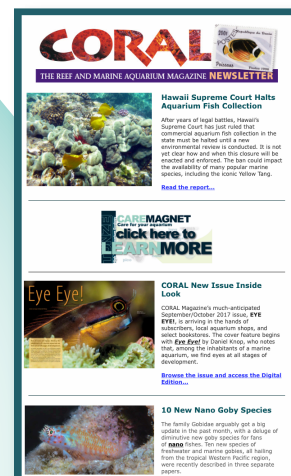 CORAL
THE REEF AND MARINE AQUARIUM MAGAZINE NEWSLETTER
Hawaii Supreme Court Halts
Aquarium Fish Collection
After years of legal battles, Hawaii's
Supreme Court has just ruled that
commercial aquarium fish collection in the
state must be halted until a new
environmental review is conducted. It is not
yet clear how and when this closure will be
enacted and enforced. The ban could impact
the availability of many popular marine
species, including the iconic Yellow Tang.
Read the report...
CAREMAGNET
Care for your aquarium
click here to
LEARNMORE
Eye Eye!
CORAL New Issue Inside
Look
CORAL Magazine's much-anticipated
September/October 2017 issue, EYE
EYE!, is arriving in the hands of
subscribers, local aquarium shops, and
select bookstores. The cover feature begins
with Eye Eye! by Daniel Knop, who notes
that, among the inhabitants of a marine
aquarium, we find eyes at all stages of
development.
Browse the issue and access the Digital
Edition...
10 New Nano Goby Species
The family Gobidae arguably got a big
update in the past month, with a deluge of
diminutive new goby species for fans
of nano fishes. Ten new species of
freshwater and marine gobies, all hailing
from the tropical Western Pacific region,
were recently described in three separate
papers.